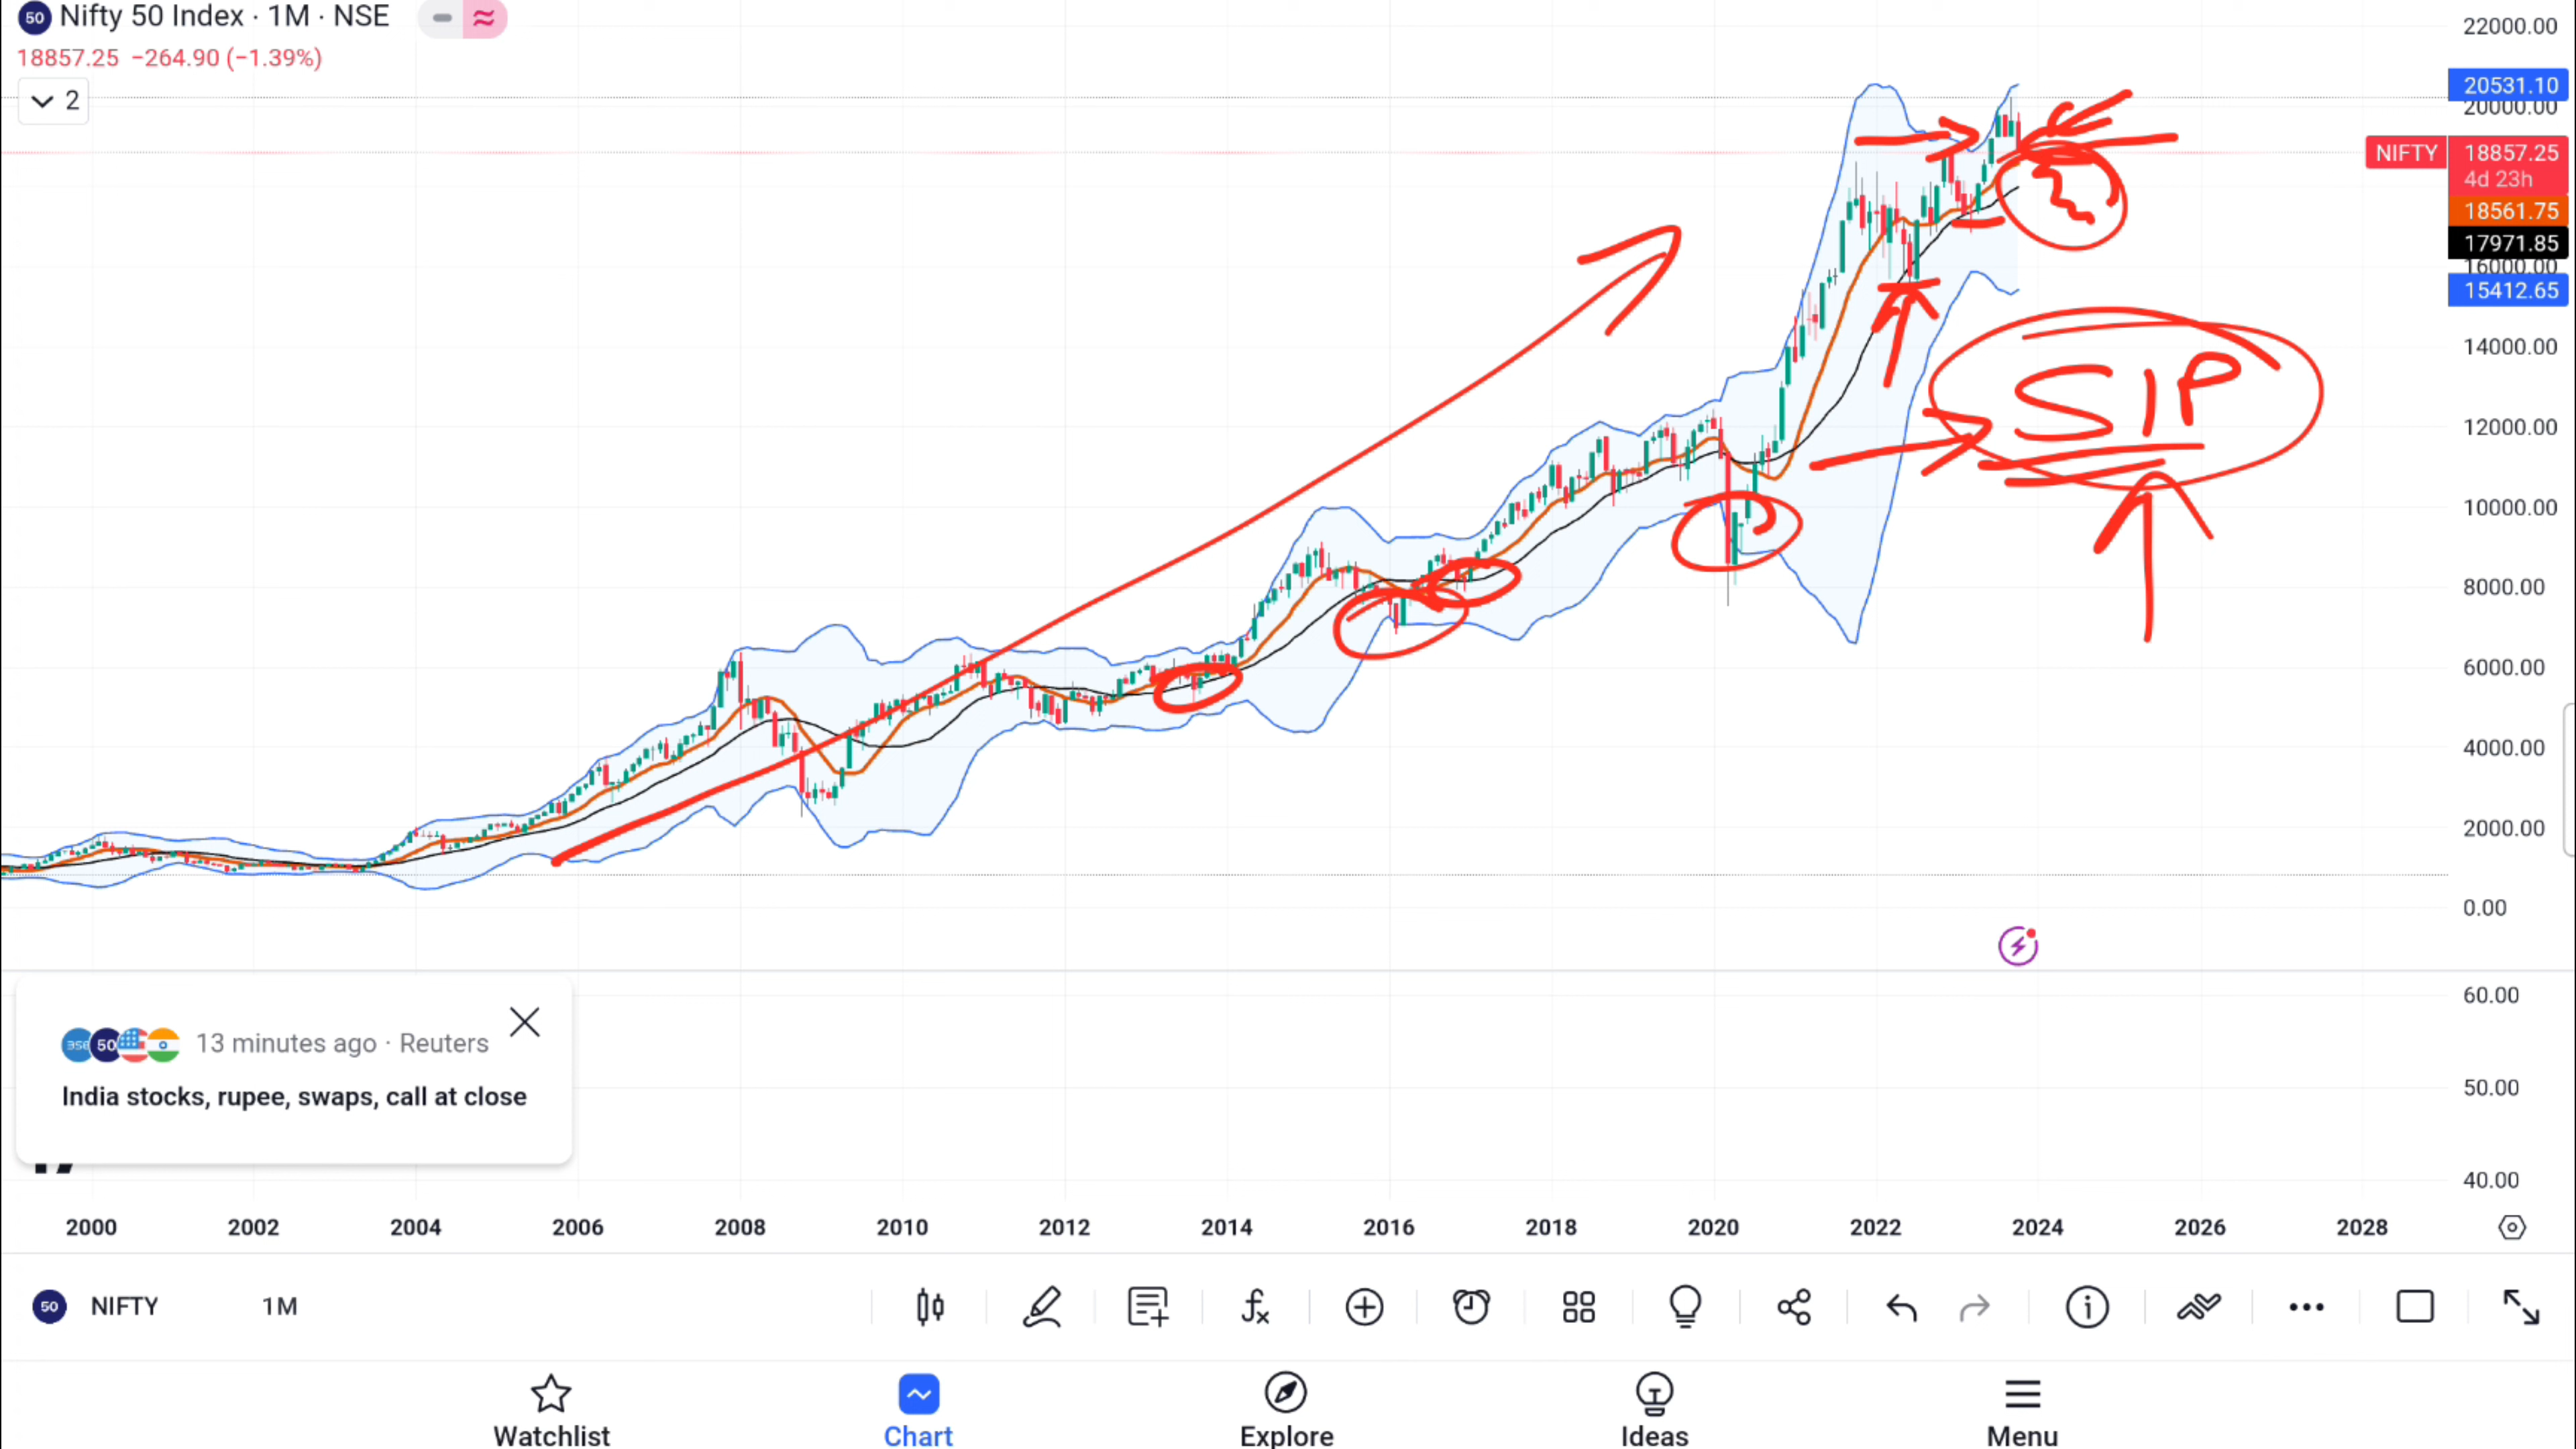 50 Nifty 50 Index · 1M · NSE
18857.25 −264.90 (−1.39%)
2
22000.00
20531.10
20000.00
NIFTY 18857.25
4d 23h
18561.75
17971.85
16000.00
15412.65
14000.00
12000.00
10000.00
8000.00
6000.00
4000.00
2000.00
0.00
SIP
60.00
50.00
40.00
BSE 50 13 minutes ago · Reuters
India stocks, rupee, swaps, call at close
2000 2002 2004 2006 2008 2010 2012 2014 2016 2018 2020 2022 2024 2026 2028
50 NIFTY 1M
Watchlist Chart Explore Ideas Menu